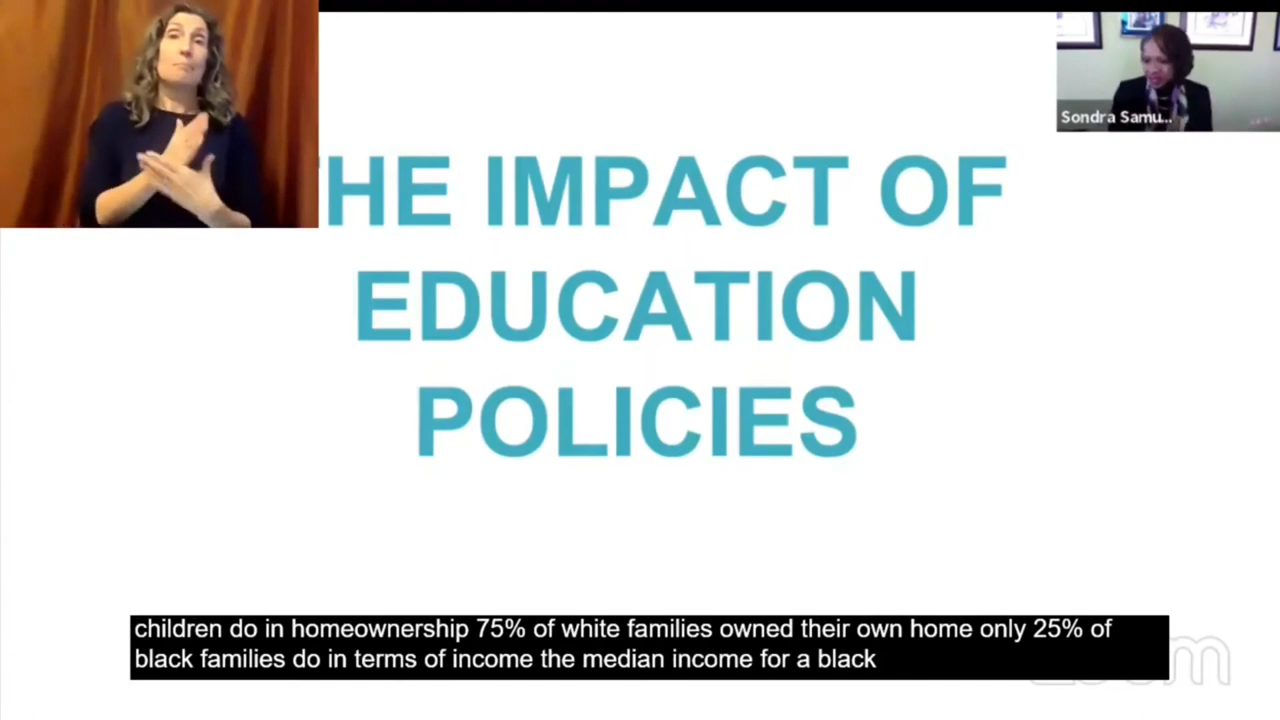 Sondra Samu...
HE IMPACT OF
EDUCATION
POLICIES
children do in homeownership 75% of white families owned their own home only 25% of
black families do in terms of income the median income for a black
zoom